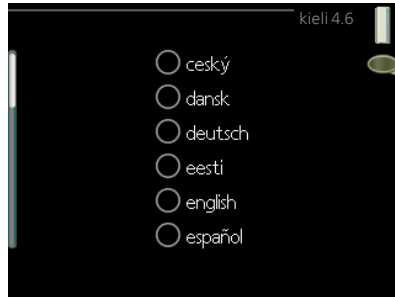 kieli 4.6
ceský
dansk
deutsch
eesti
english
español